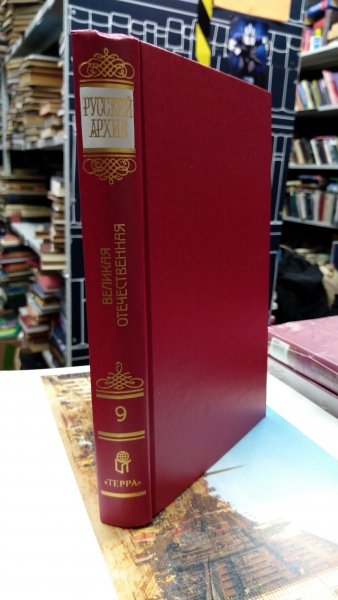 РУССКИЙ
АРХИВ
ВЕЛИКАЯ
ОТЕЧЕСТВЕННАЯ
9
«ТЕРРА»